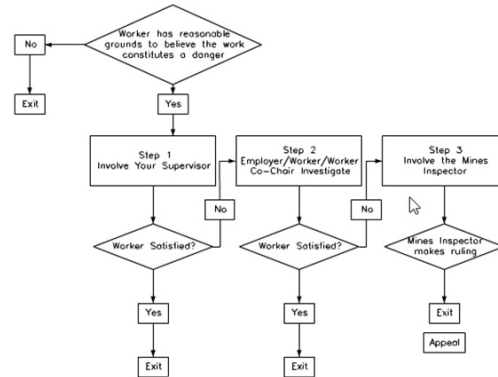 Worker has reasonable
grounds to believe the work
constitutes a danger
No
Exit
Yes
Step 1
Involve Your Supervisor
Step 2
Employer/Worker/Worker
Co-Chair Investigate
Step 3
Involve the Mines
Inspector
No
No
Worker Satisfied?
Worker Satisfied?
Mines Inspector
makes ruling
Yes
Yes
Exit
Appeal
Exit
Exit